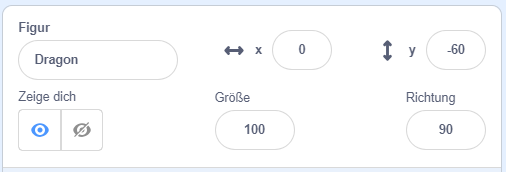 Figur
Dragon x 0 y -60
Zeige dich Größe Richtung
100 90